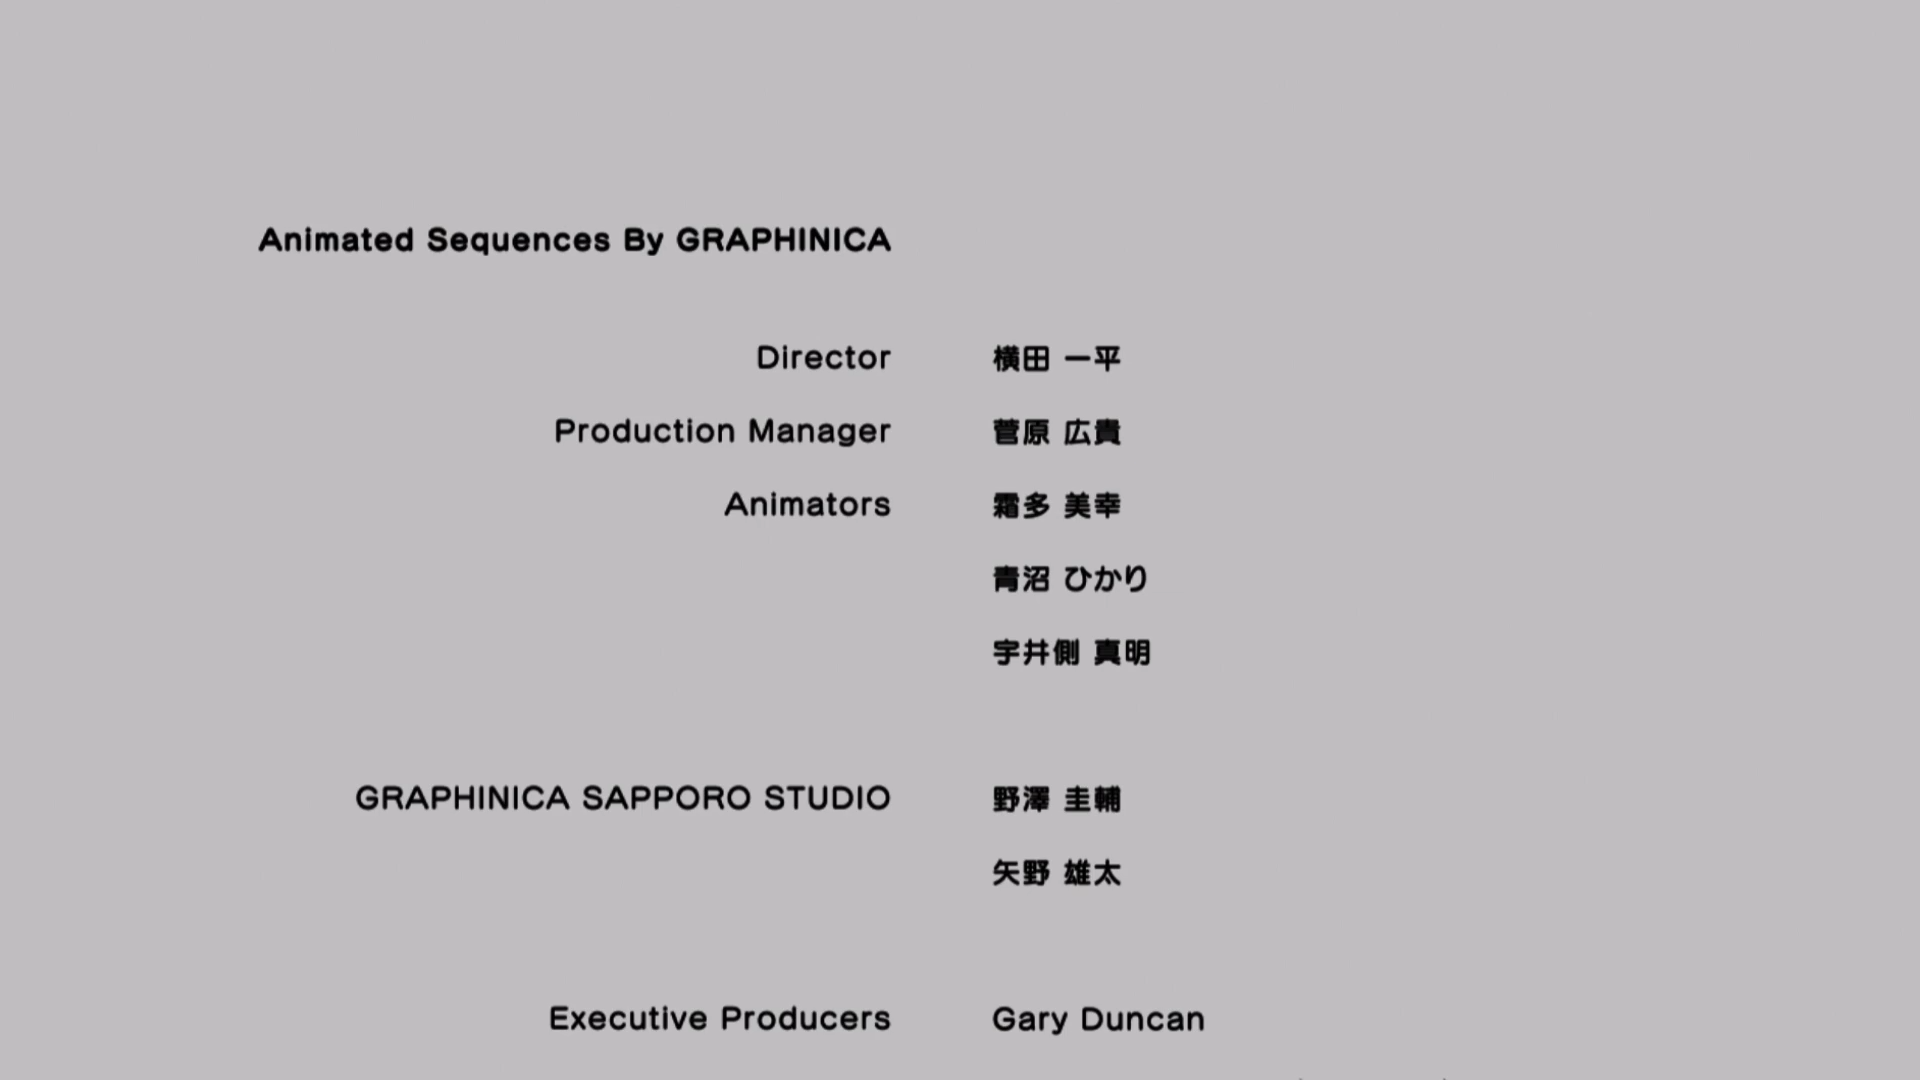 Animated Sequences By GRAPHINICA
Director 横田 一平
Production Manager 菅原 広貴
Animators 霜多 美幸
青沼 ひかり
宇井側 真明
GRAPHINICA SAPPORO STUDIO 野澤 圭輔
矢野 雄太
Executive Producers Gary Duncan